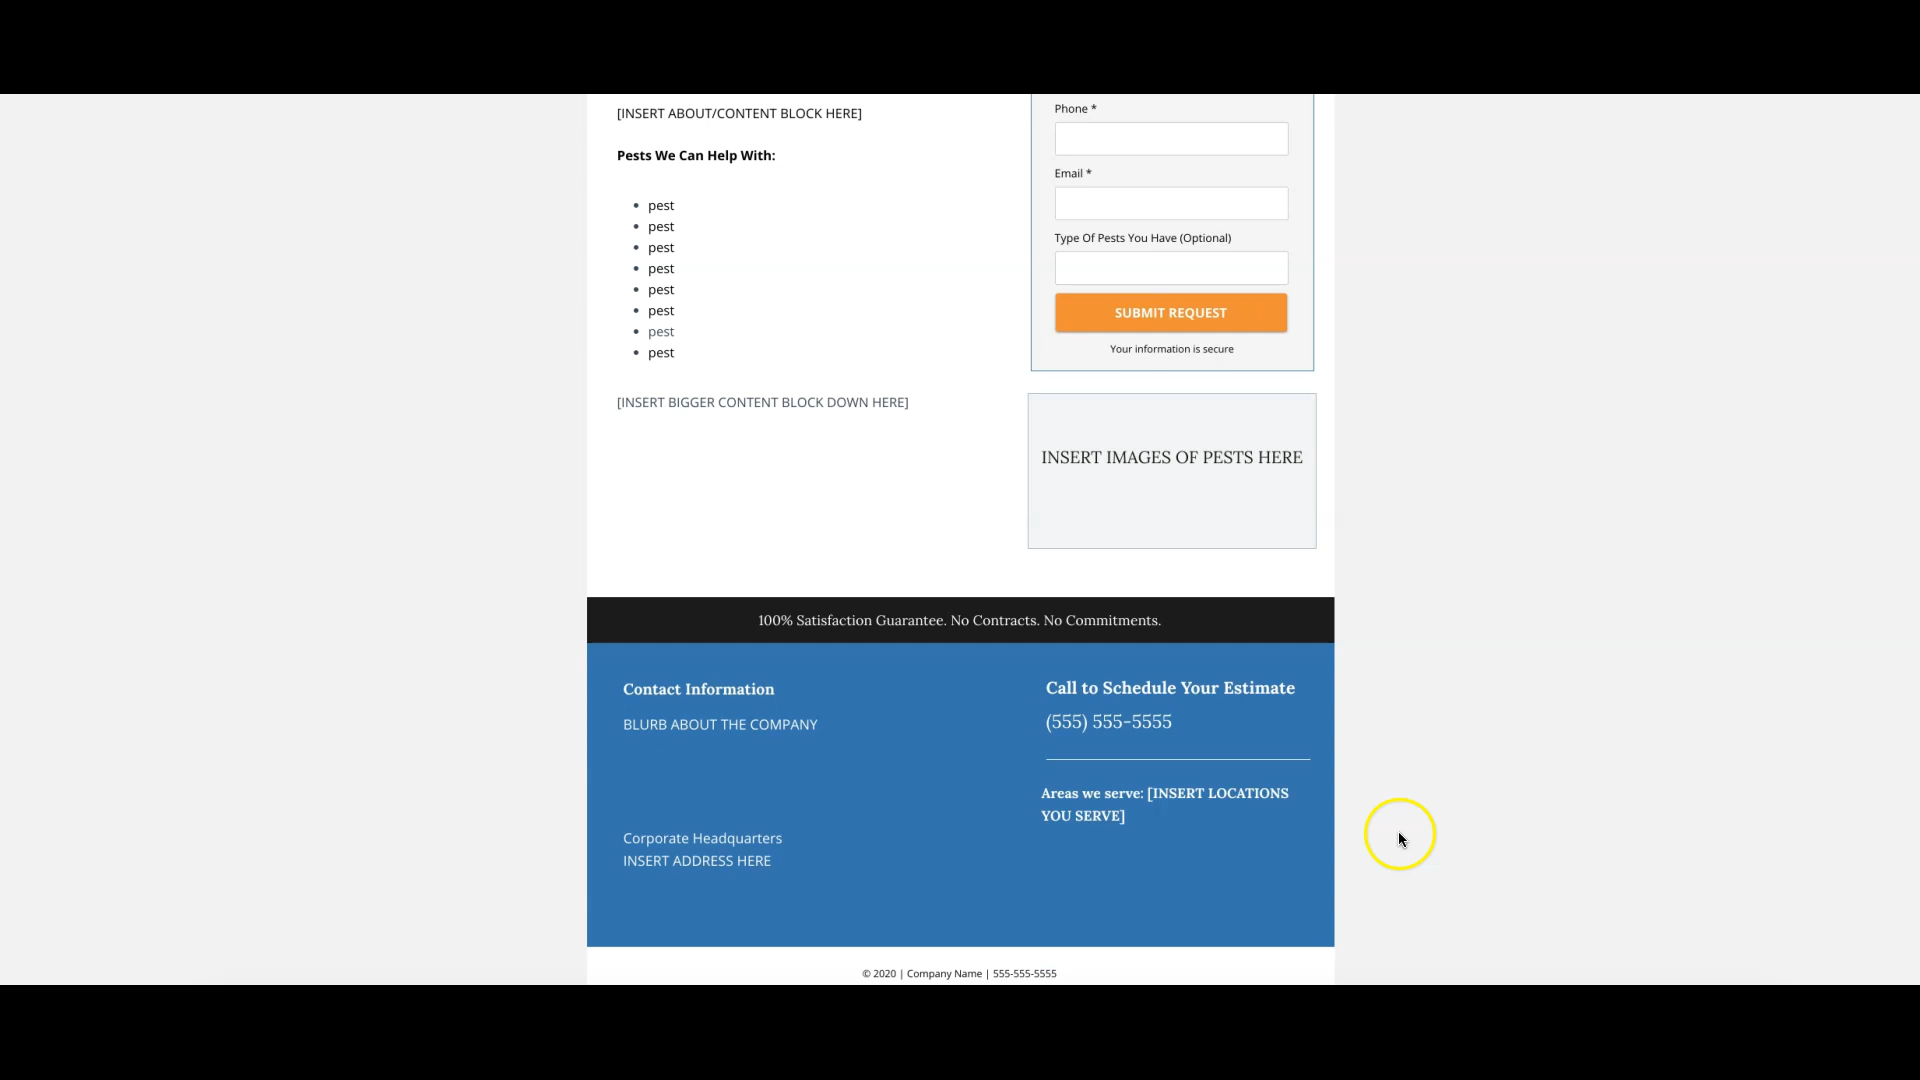 [INSERT ABOUT/CONTENT BLOCK HERE]
Pests We Can Help With:
pest
pest
pest
pest
pest
pest
pest
pest
[INSERT BIGGER CONTENT BLOCK DOWN HERE]
Phone *
Email *
Type Of Pests You Have (Optional)
SUBMIT REQUEST
Your information is secure
INSERT IMAGES OF PESTS HERE
100% Satisfaction Guarantee. No Contracts. No Commitments.
Contact Information
BLURB ABOUT THE COMPANY
Corporate Headquarters
INSERT ADDRESS HERE
Call to Schedule Your Estimate
(555) 555-5555
Areas we serve: [INSERT LOCATIONS
YOU SERVE]
© 2020 | Company Name | 555-555-5555